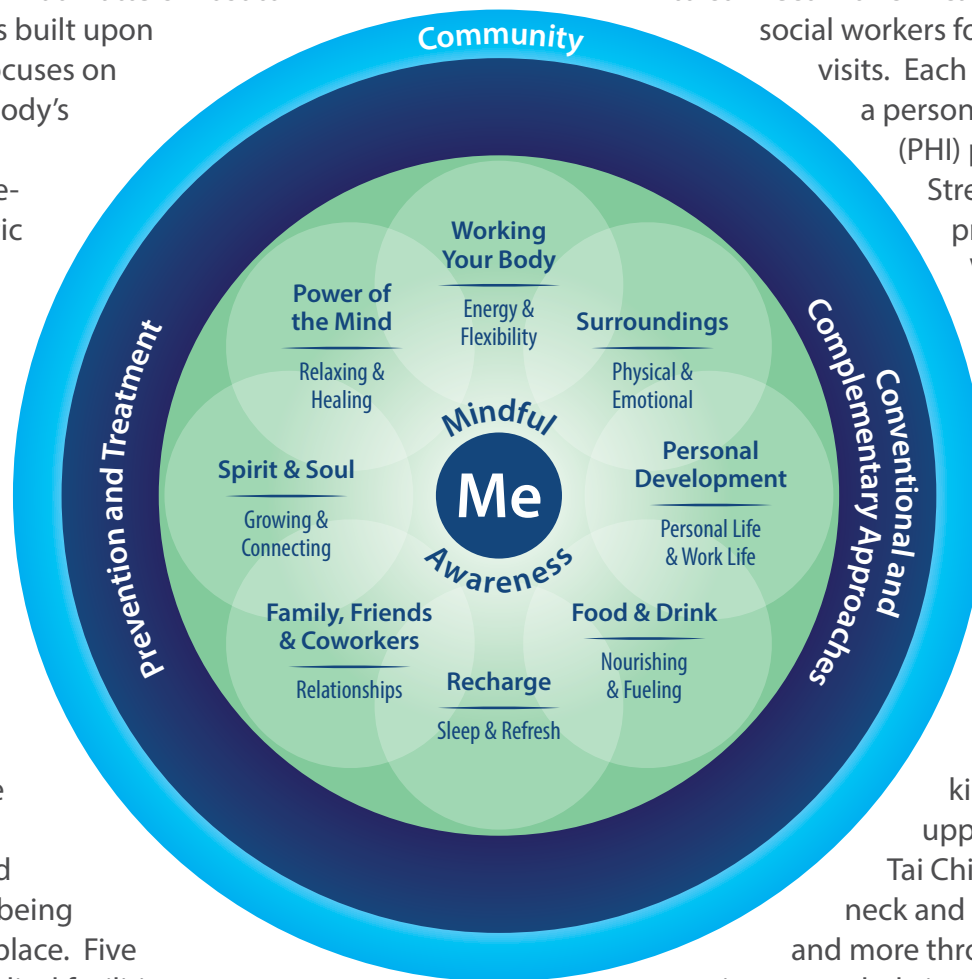 s built upon
ocuses on
ody's
e-
ic
Community
social workers fo
visits. Each
a person
(PHI) p
Stre
pr
Working
Your Body
Energy &
Flexibility
Power of
the Mind
Relaxing &
Healing
Surroundings
Physical &
Emotional
Prevention and Treatment
Spirit & Soul
Growing &
Connecting
Mindful
Me
Awareness
Personal
Development
Personal Life
& Work Life
Conventional and
Complementary Approaches
Family, Friends
& Coworkers
Relationships
Recharge
Sleep & Refresh
Food & Drink
Nourishing
& Fueling
e
d
being
place. Five
ki
upp
Tai Chi
neck and
and more thro